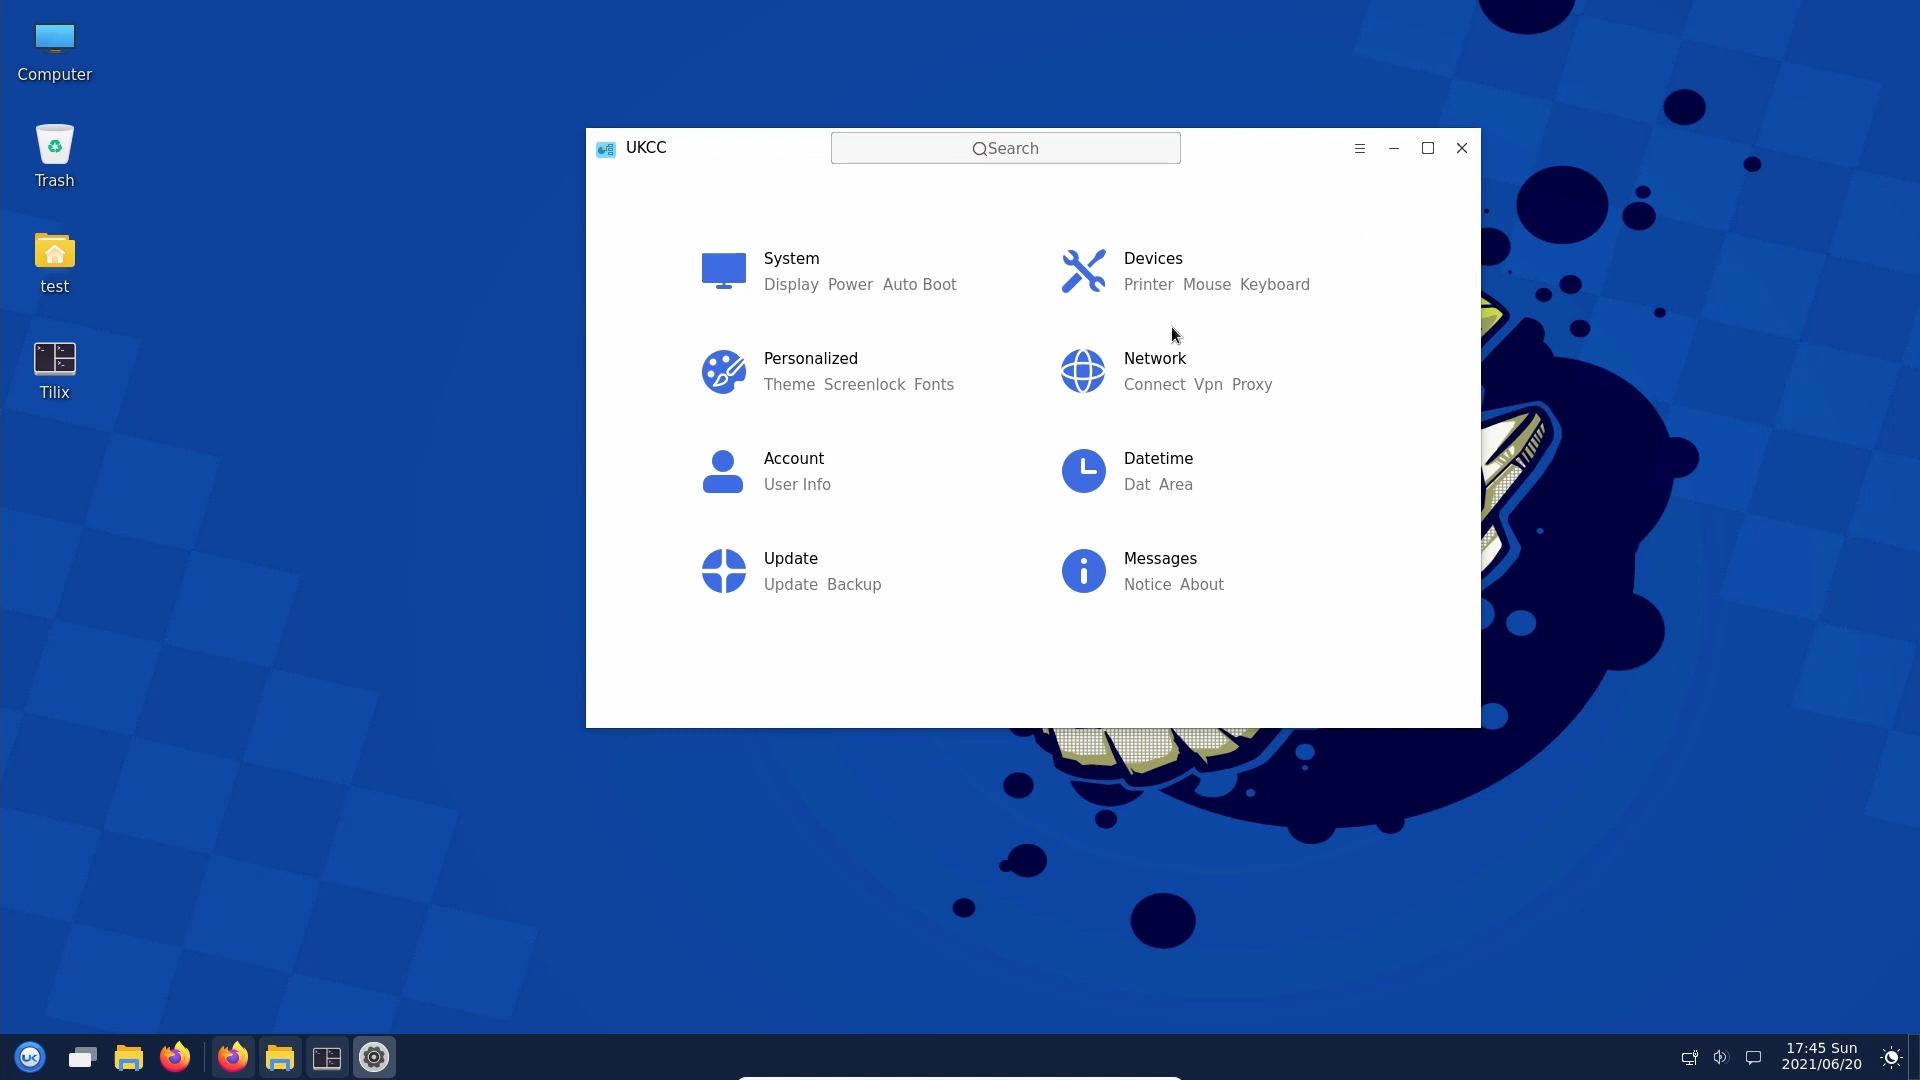 Computer
Trash
test
Tilix
UKCC
Search
System
Display Power Auto Boot
Devices
Printer Mouse Keyboard
Personalized
Theme Screenlock Fonts
Network
Connect Vpn Proxy
Account
User Info
Datetime
Dat Area
Update
Update Backup
Messages
Notice About
UK
17:45 Sun
2021/06/20